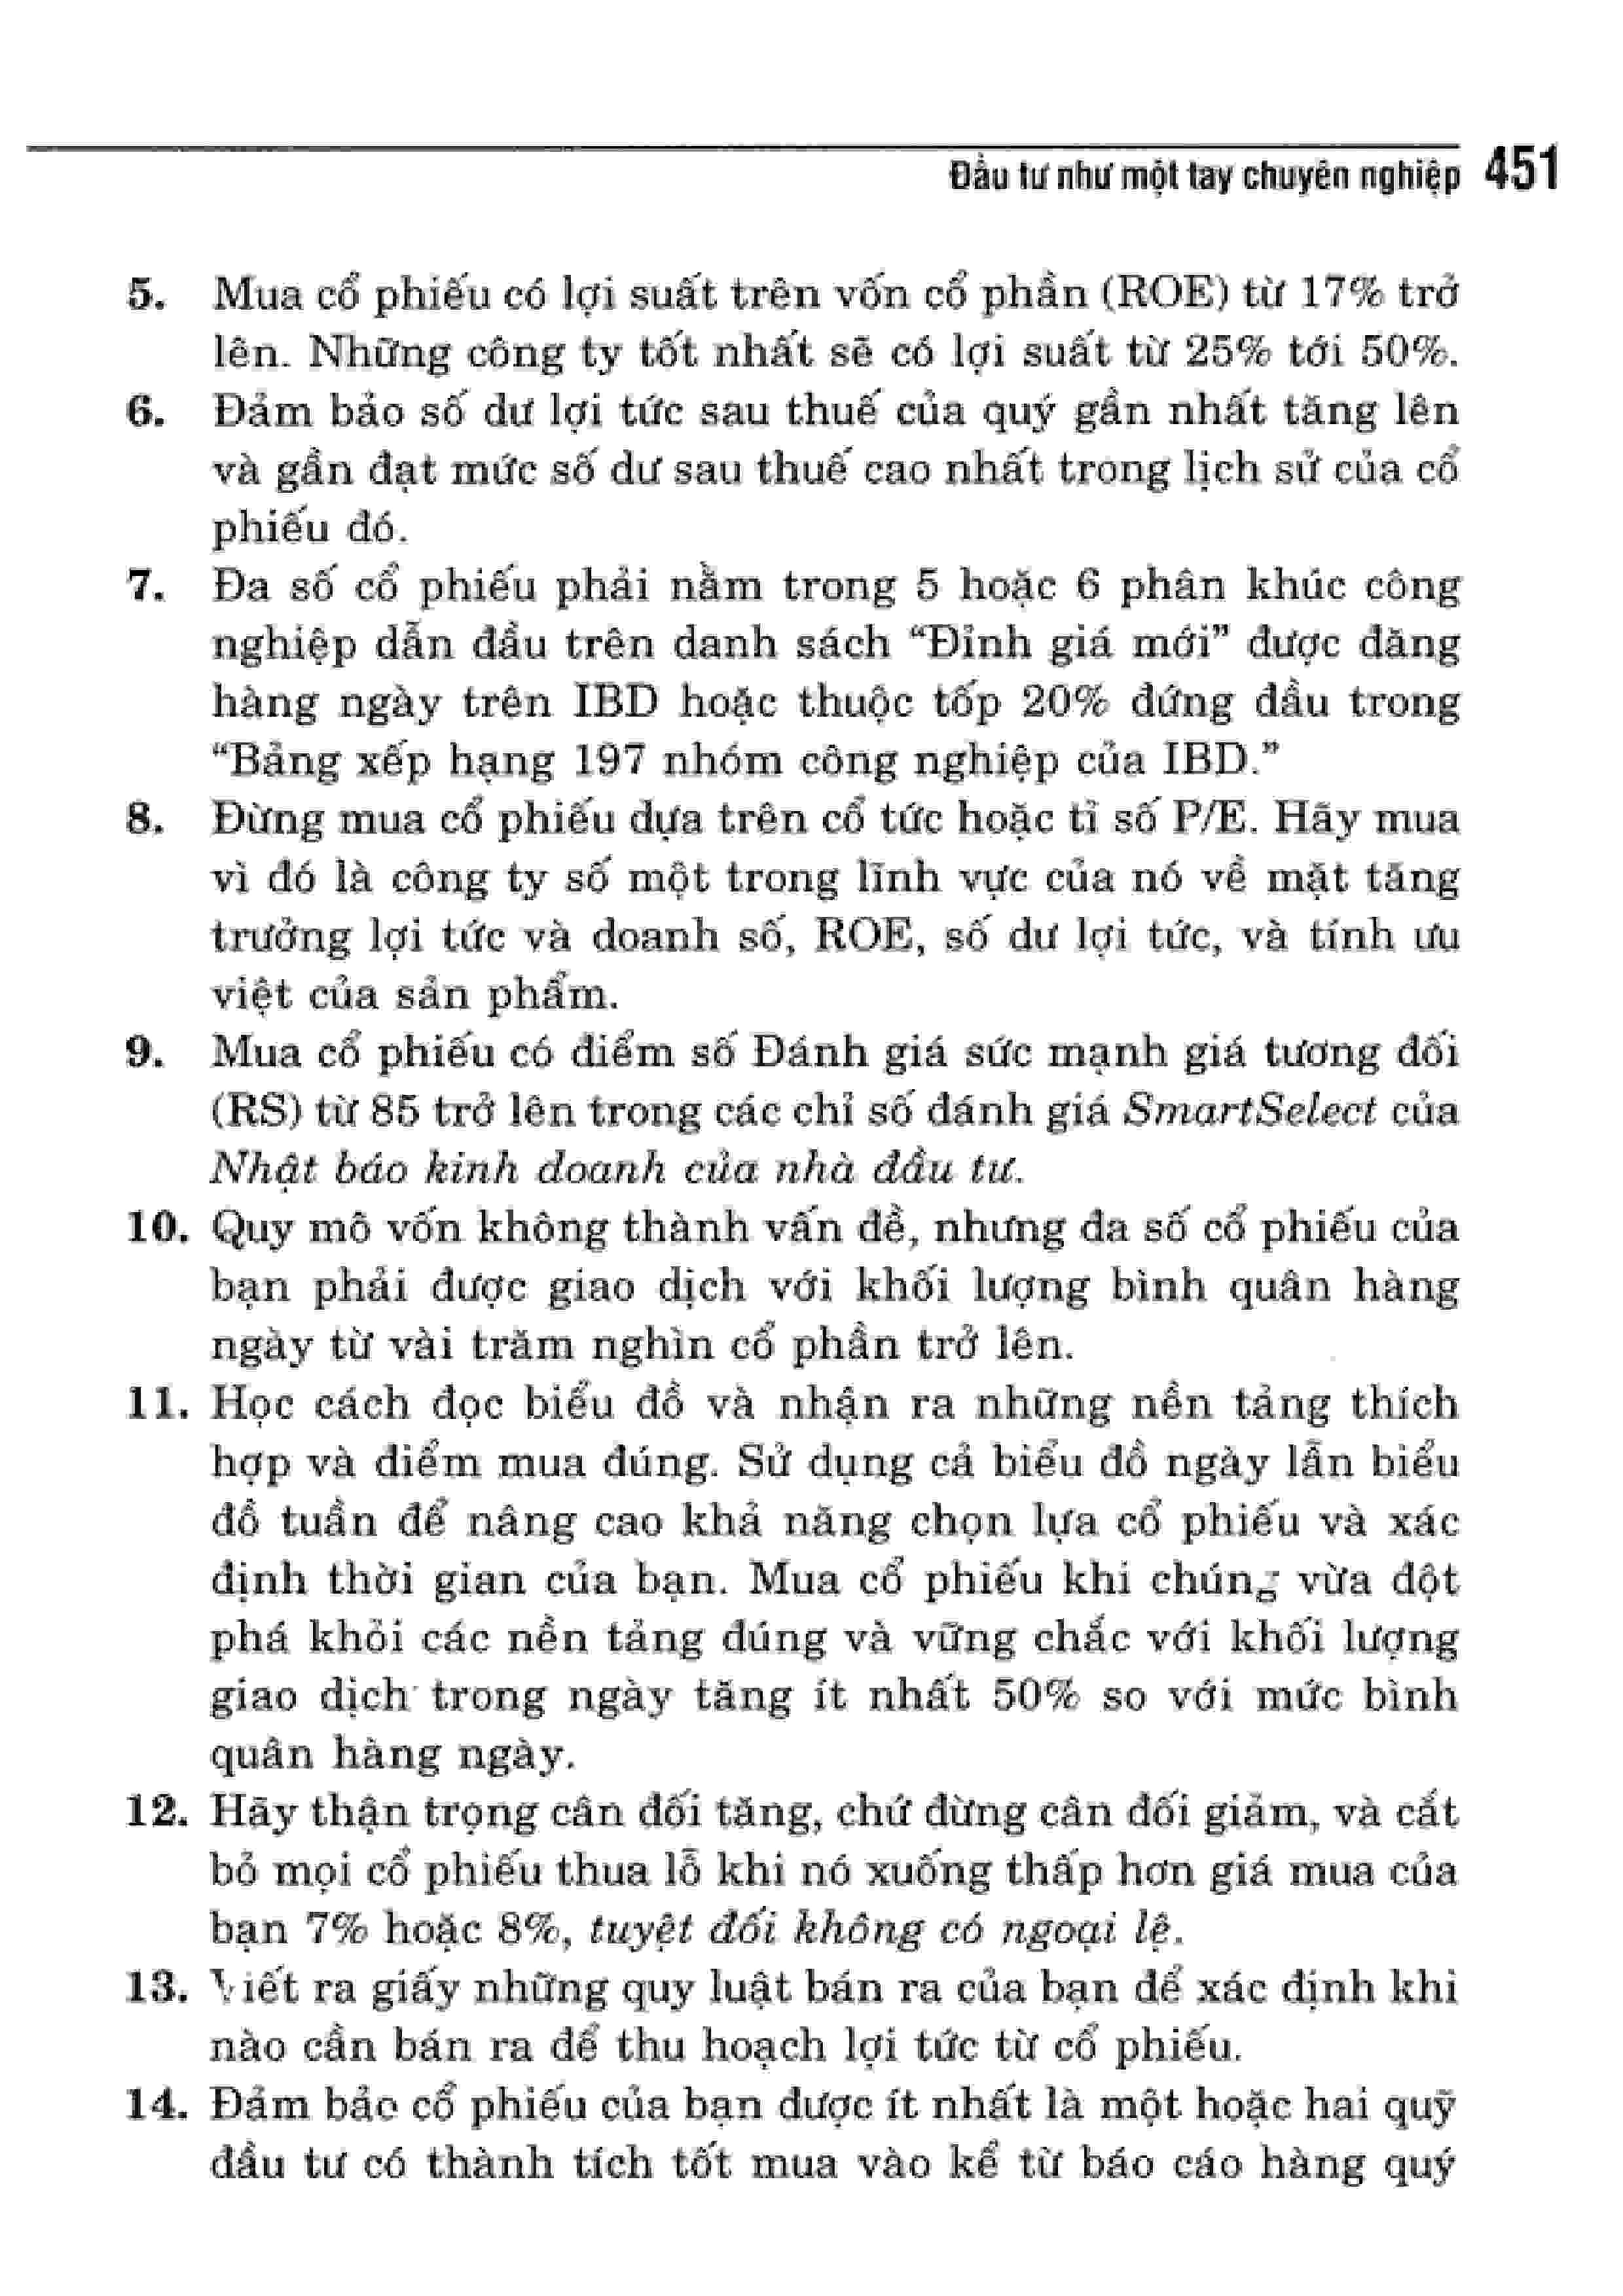 Đầu tư như một tay chuyên nghiệp 451
5. Mua cổ phiếu có lợi suất trên vốn cổ phần (ROE) từ 17% trở
lên. Những công ty tốt nhất sẽ có lợi suất từ 25% tới 50%.
6. Đảm bảo số dư lợi tức sau thuế của quý gần nhất tăng lên
và gần đạt mức số dư sau thuế cao nhất trong lịch sử của cổ
phiếu đó.
7. Đa số cổ phiếu phải nằm trong 5 hoặc 6 phân khúc công
nghiệp dẫn đầu trên danh sách “Đỉnh giá mới” được đăng
hàng ngày trên IBD hoặc thuộc tốp 20% đứng đầu trong
“Bảng xếp hạng 197 nhóm công nghiệp của IBD.”
8. Đừng mua cổ phiếu dựa trên cổ tức hoặc tỉ số P/E. Hãy mua
vì đó là công ty số một trong lĩnh vực của nó về mặt tăng
trưởng lợi tức và doanh số, ROE, số dư lợi tức, và tính ưu
việt của sản phẩm.
9. Mua cổ phiếu có điểm số Đánh giá sức mạnh giá tương đối
(RS) từ 85 trở lên trong các chỉ số đánh giá SmartSelect của
Nhật báo kinh doanh của nhà đầu tư.
10. Quy mô vốn không thành vấn đề, nhưng đa số cổ phiếu của
bạn phải được giao dịch với khối lượng bình quân hàng
ngày từ vài trăm nghìn cổ phần trở lên.
11. Học cách đọc biểu đồ và nhận ra những nền tảng thích
hợp và điểm mua đúng. Sử dụng cả biểu đồ ngày lẫn biểu
đồ tuần để nâng cao khả năng chọn lựa cổ phiếu và xác
định thời gian của bạn. Mua cổ phiếu khi chúng vừa đột
phá khỏi các nền tảng đúng và vững chắc với khối lượng
giao dịch trong ngày tăng ít nhất 50% so với mức bình
quân hàng ngày.
12. Hãy thận trọng cân đối tăng, chứ đừng cân đối giảm, và cắt
bỏ mọi cổ phiếu thua lỗ khi nó xuống thấp hơn giá mua của
bạn 7% hoặc 8%, tuyệt đối không có ngoại lệ.
13. Viết ra giấy những quy luật bán ra của bạn để xác định khi
nào cần bán ra để thu hoạch lợi tức từ cổ phiếu.
14. Đảm bảo cổ phiếu của bạn được ít nhất là một hoặc hai quỹ
đầu tư có thành tích tốt mua vào kể từ báo cáo hàng quý